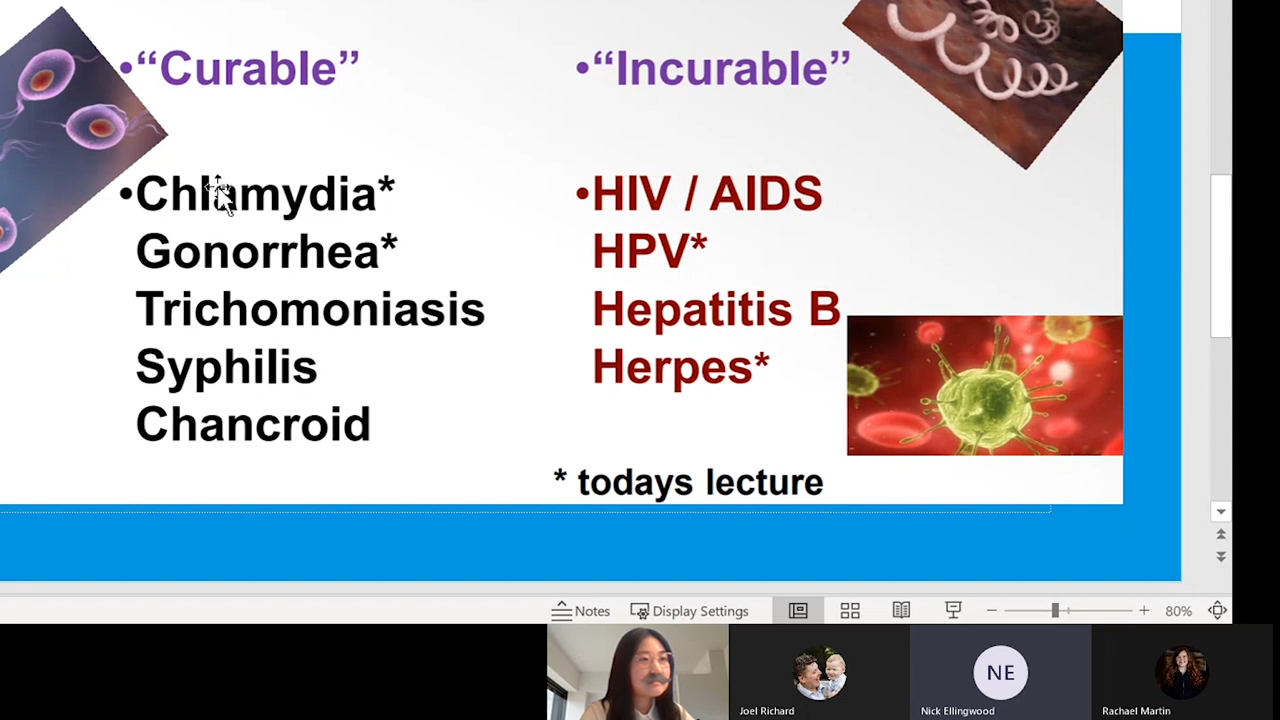 •“Curable”
•“Incurable”
•Chlamydia*
Gonorrhea*
Trichomoniasis
Syphilis
Chancroid
•HIV / AIDS
HPV*
Hepatitis B
Herpes*
* todays lecture
Notes
Display Settings
80%
NE
Joel Richard
Nick Ellingwood
Rachael Martin